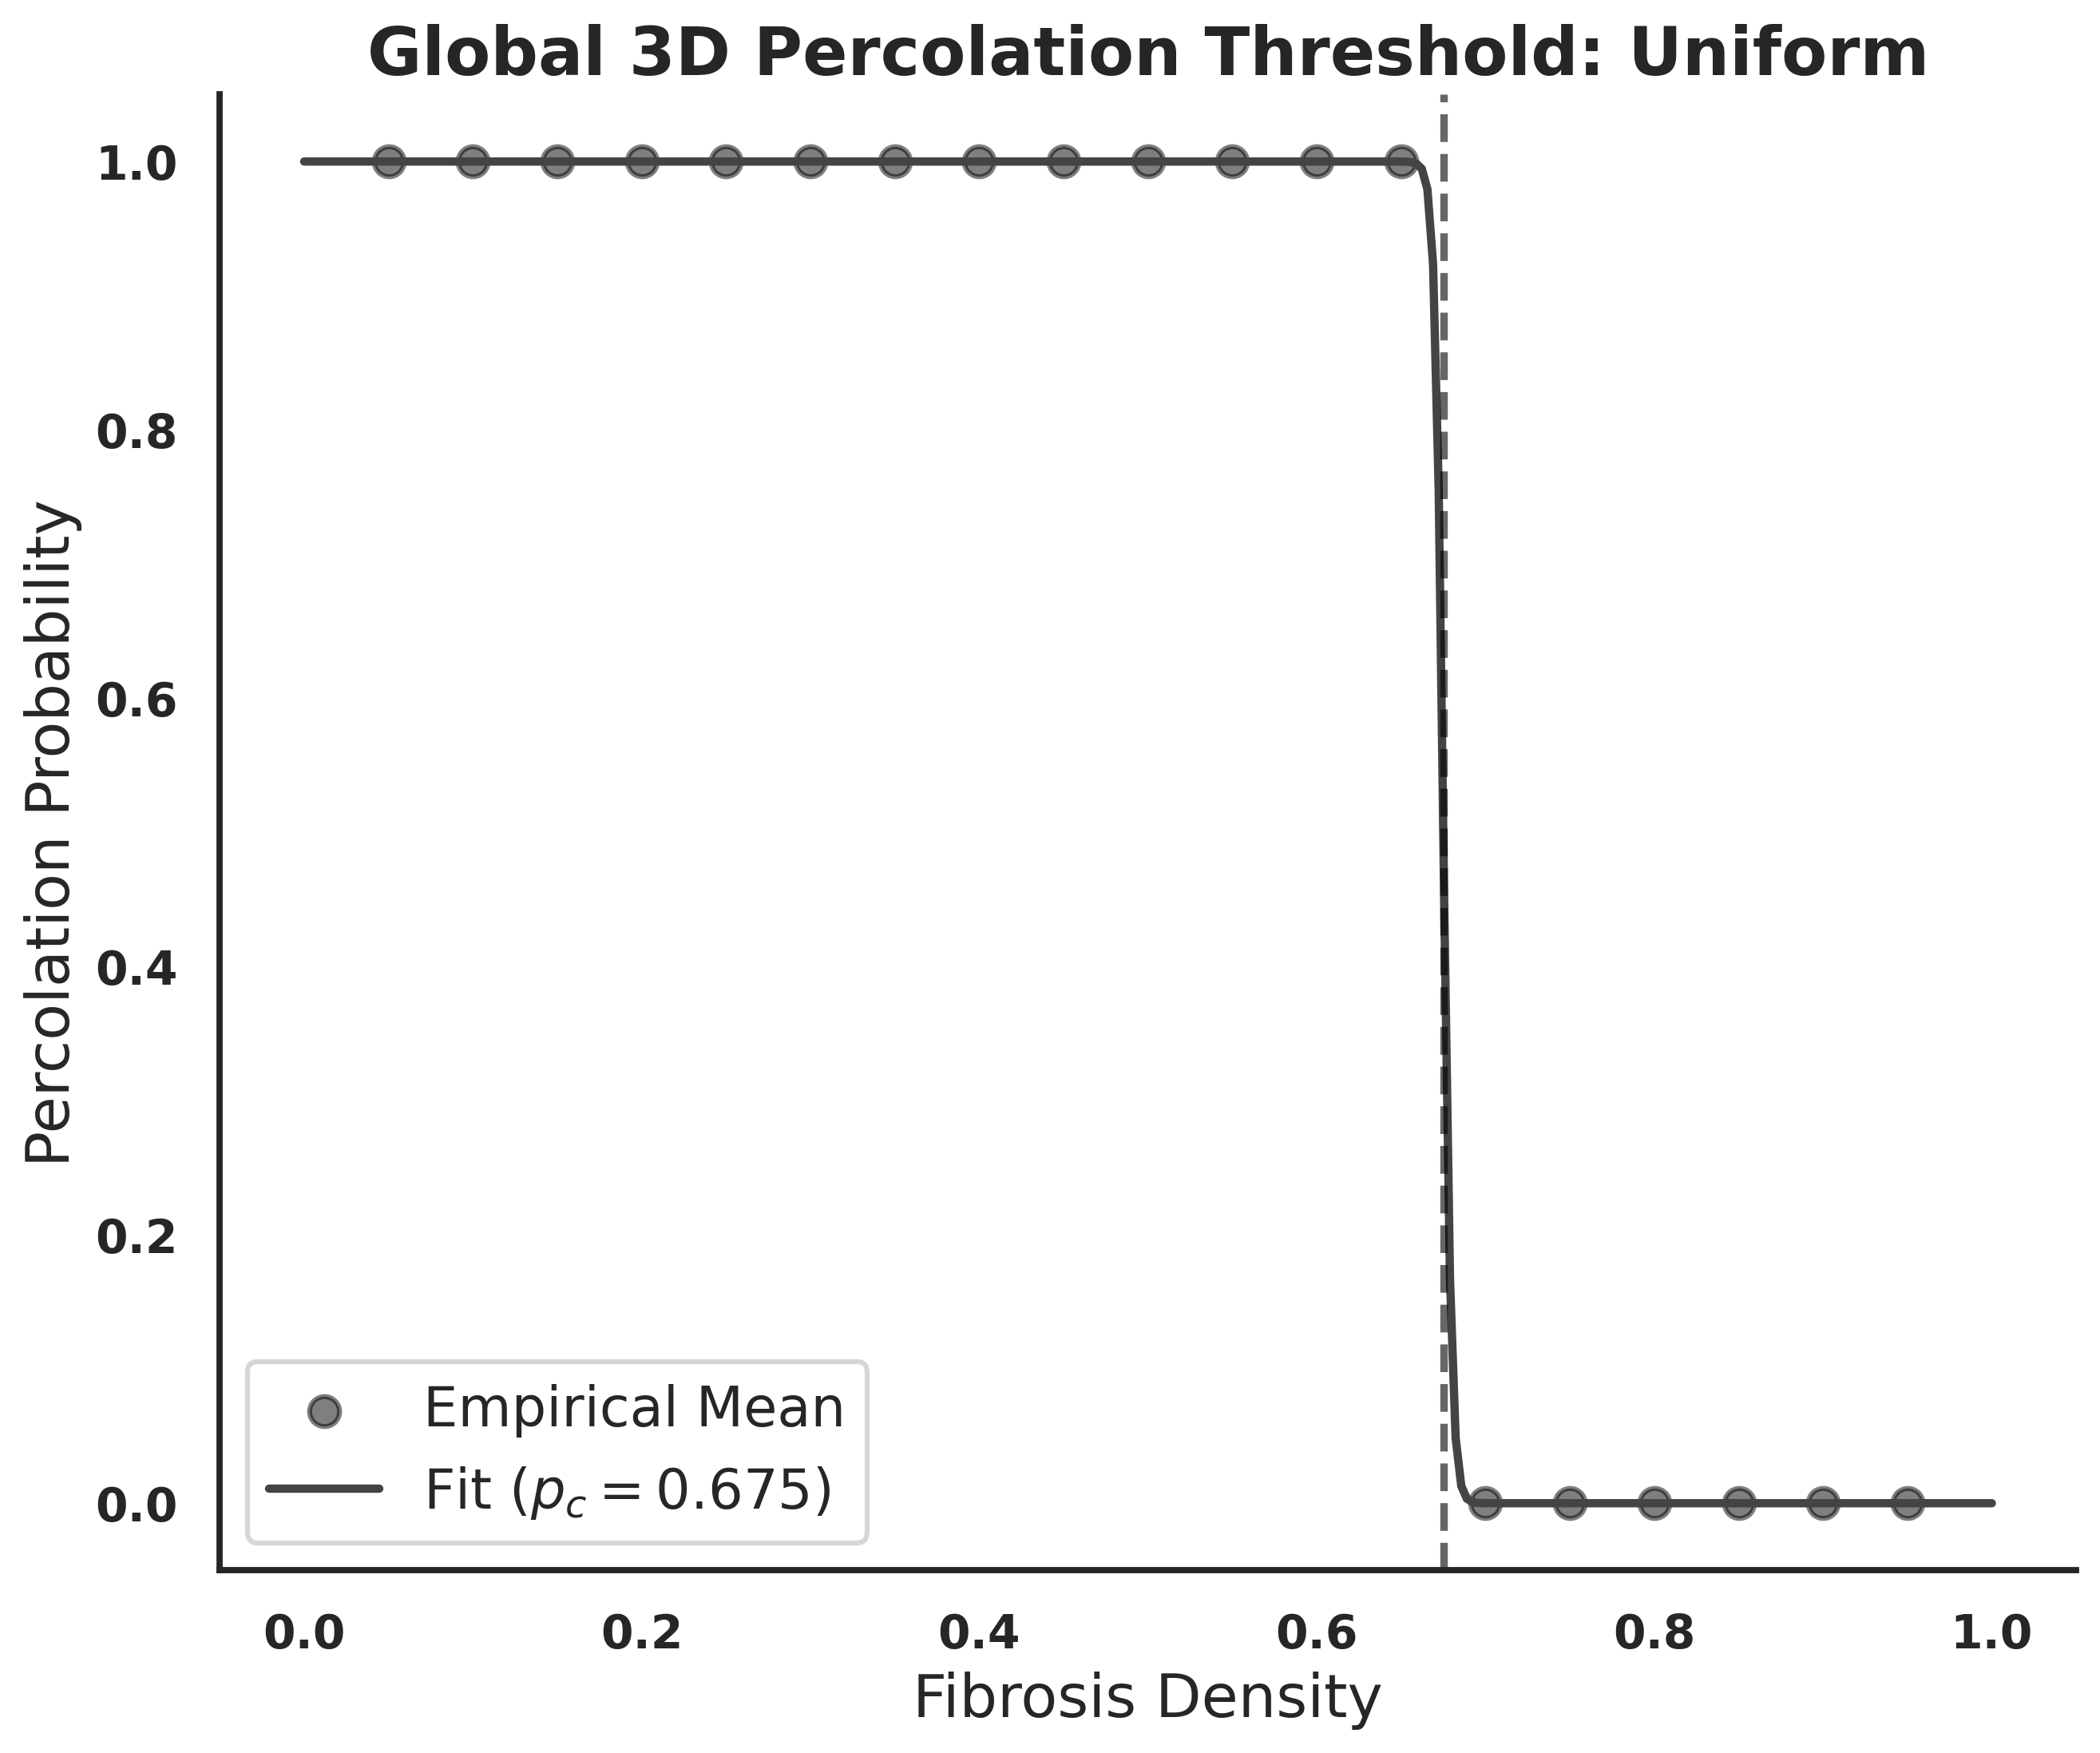 Global 3D Percolation Threshold: Uniform
1.0
0.8
0.6
0.4
0.2
0.0
Percolation Probability
Empirical Mean
Fit ($p_c = 0.675$)
0.0 0.2 0.4 0.6 0.8 1.0
Fibrosis Density